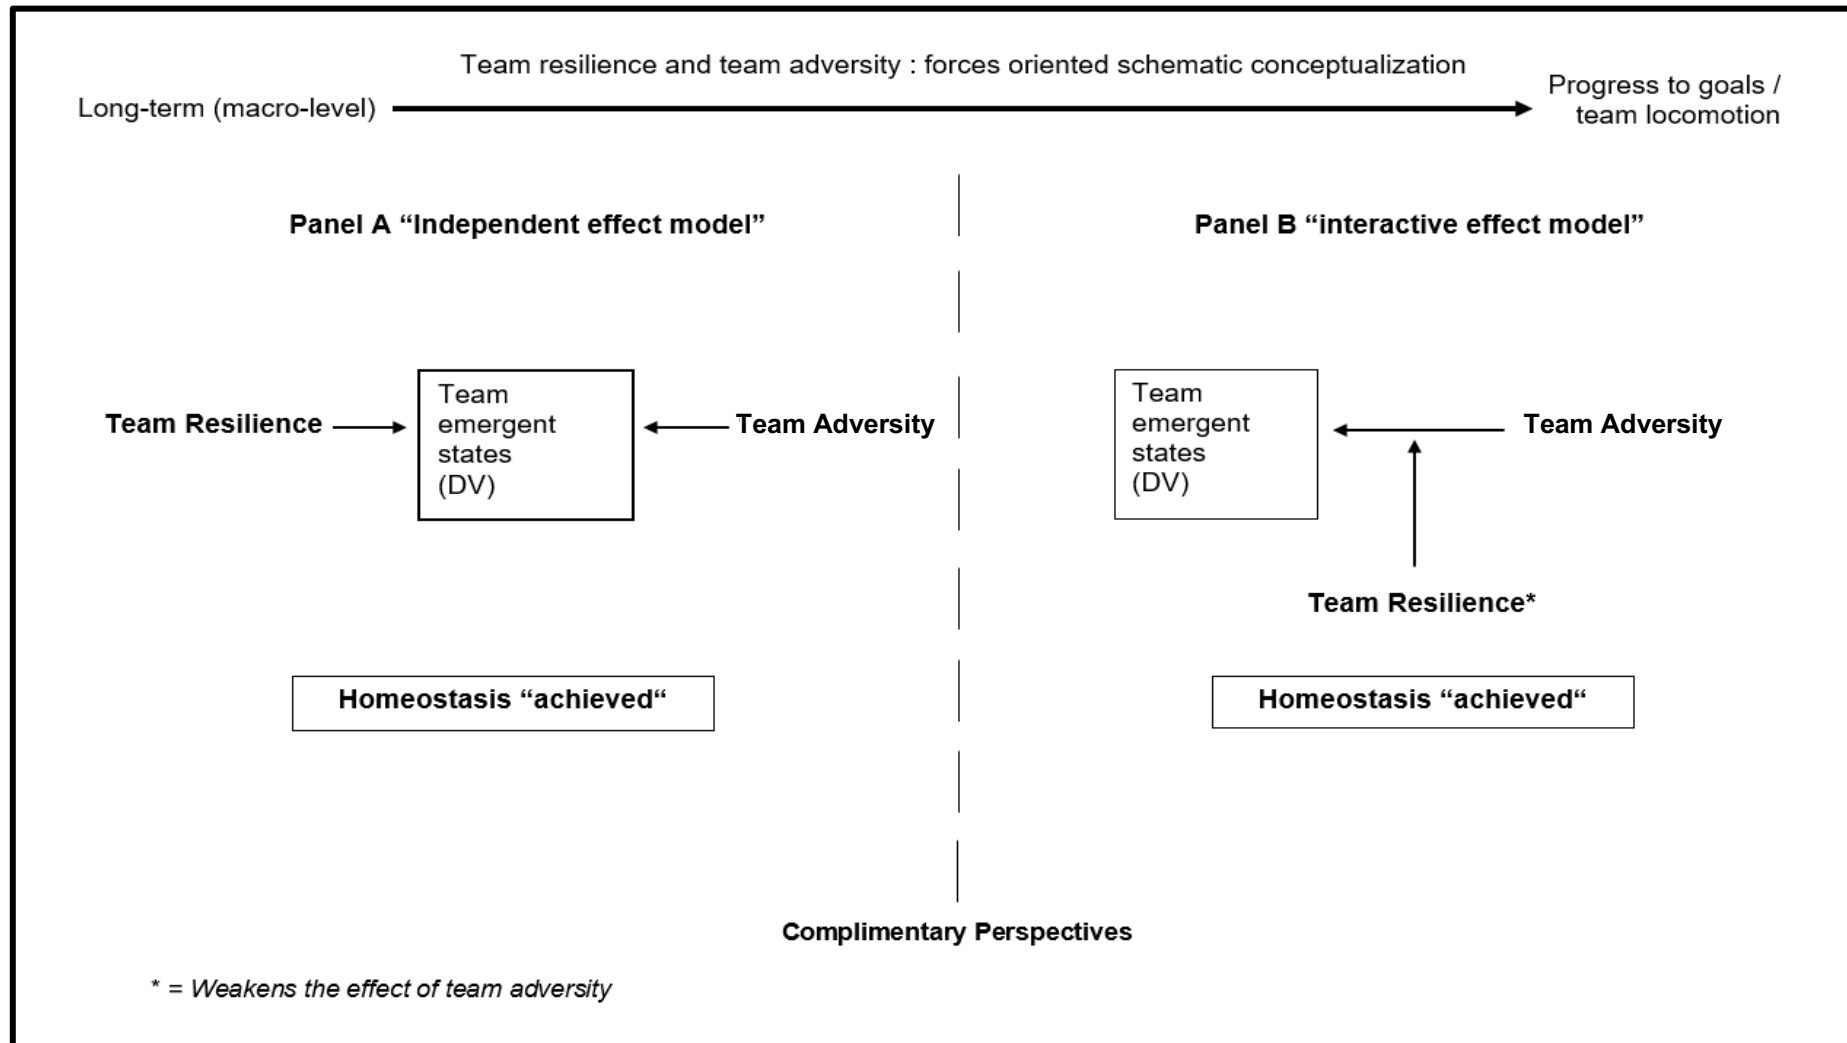 Team resilience and team adversity : forces oriented schematic conceptualization
Long-term (macro-level)
Progress to goals /
team locomotion
Panel A “Independent effect model”
Panel B “interactive effect model”
Team Resilience
Team
emergent
states
(DV)
Team Adversity
Team
emergent
states
(DV)
Team Adversity
Team Resilience*
Homeostasis “achieved“
Homeostasis “achieved“
Complimentary Perspectives
* = Weakens the effect of team adversity